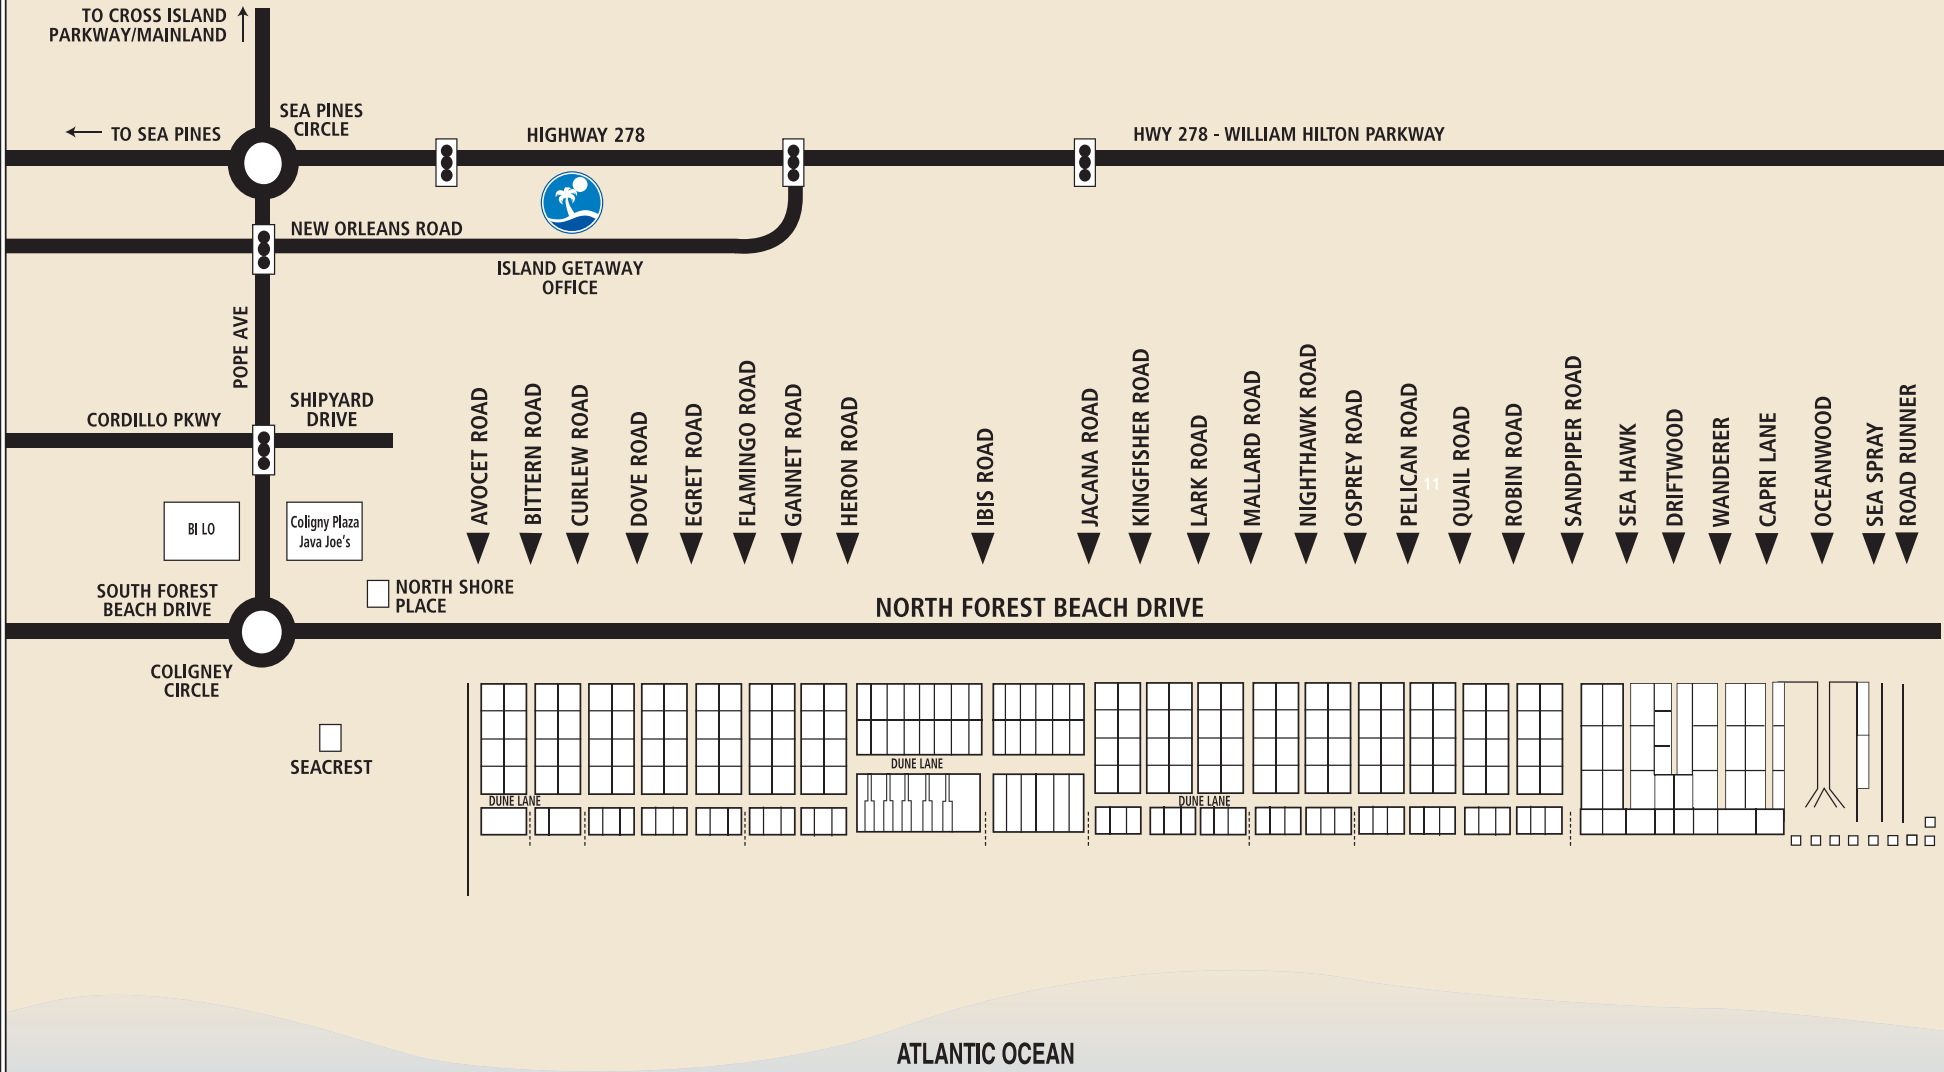 TO CROSS ISLAND
PARKWAY/MAINLAND
SEA PINES
CIRCLE
TO SEA PINES
HIGHWAY 278
HWY 278 - WILLIAM HILTON PARKWAY
NEW ORLEANS ROAD
ISLAND GETAWAY
OFFICE
POPE AVE
CORDILLO PKWY
SHIPYARD
DRIVE
AVOCET ROAD
BITTERN ROAD
CURLEW ROAD
DOVE ROAD
EGRET ROAD
FLAMINGO ROAD
GANNET ROAD
HERON ROAD
IBIS ROAD
JACANA ROAD
KINGFISHER ROAD
LARK ROAD
MALLARD ROAD
NIGHTHAWK ROAD
OSPREY ROAD
PELICAN ROAD
11
QUAIL ROAD
ROBIN ROAD
SANDPIPER ROAD
SEA HAWK
DRIFTWOOD
WANDERER
CAPRI LANE
OCEANWOOD
SEA SPRAY
ROAD RUNNER
BI LO
Coligny Plaza
Java Joe's
NORTH SHORE
PLACE
SOUTH FOREST
BEACH DRIVE
NORTH FOREST BEACH DRIVE
COLIGNEY
CIRCLE
SEACREST
DUNE LANE
DUNE LANE
DUNE LANE
ATLANTIC OCEAN